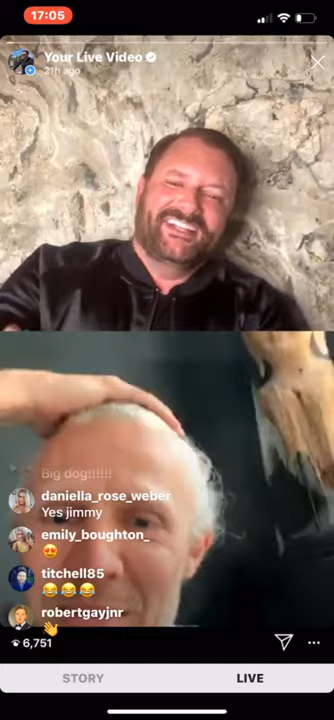 17:05
Your Live Video
21h ago
Big dog!!!!!!
daniella_rose_weber
Yes jimmy
emily_boughton_
😍
titchell85
😂😂😂
robertgayjnr
👋
6,751
STORY
LIVE